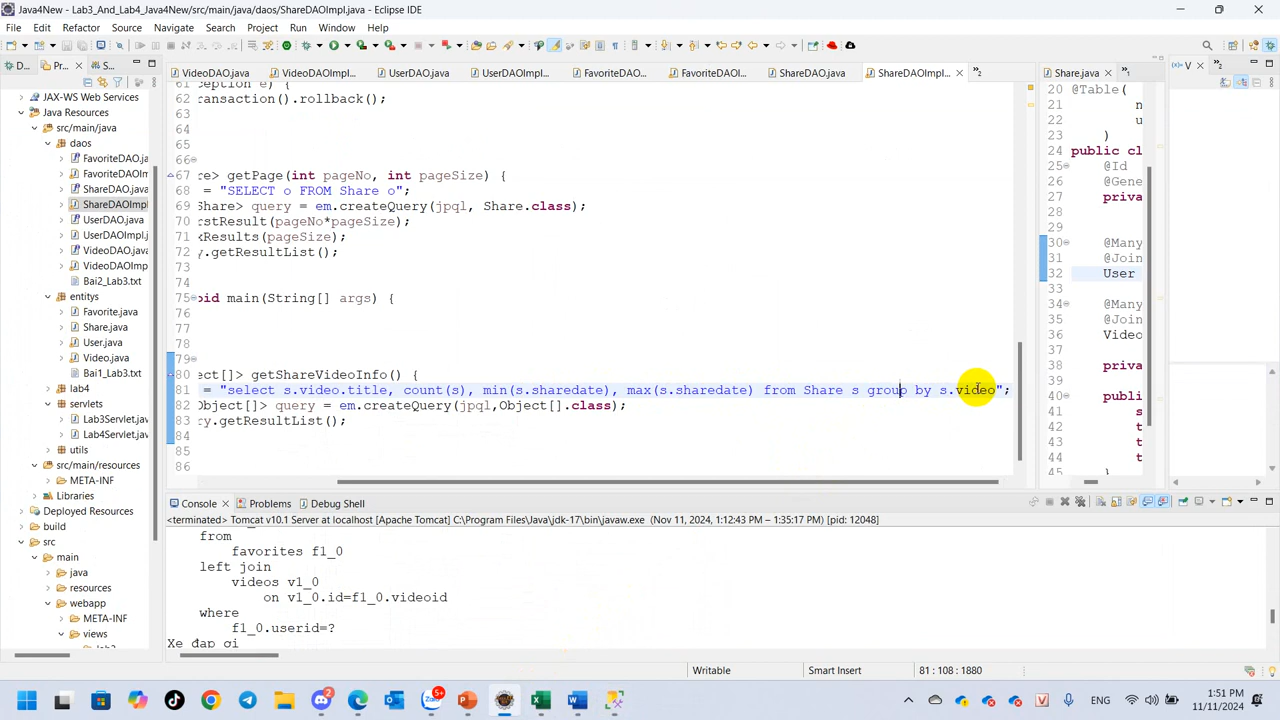 Java4New - Lab3_And_Lab4_Java4New/src/main/java/daos/ShareDAOImpl.java - Eclipse IDE
File Edit Refactor Source Navigate Search Project Run Window Help
D... Pr... S...
VideoDAO.java VideoDAOImpl... UserDAO.java UserDAOImpl... FavoriteDAO... FavoriteDAOI... ShareDAO.java ShareDAOImpl...
Share.java
V
JAX-WS Web Services
Java Resources
src/main/java
daos
FavoriteDAO.ja
FavoriteDAOIm
ShareDAO.java
ShareDAOImpl
UserDAO.java
UserDAOImpl.j
VideoDAO.java
VideoDAOImp
Bai2_Lab3.txt
entitys
Favorite.java
Share.java
User.java
Video.java
Bai1_Lab3.txt
lab4
servlets
Lab3Servlet.jav
Lab4Servlet.jav
utils
src/main/resources
META-INF
Libraries
Deployed Resources
build
src
main
java
resources
webapp
META-INF
views
61 ception e) {
62 ransaction().rollback();
63
64
65
66
67 re> getPage(int pageNo, int pageSize) {
68 = "SELECT o FROM Share o";
69 Share> query = em.createQuery(jpql, Share.class);
70 rstResult(pageNo*pageSize);
71 xResults(pageSize);
72 y.getResultList();
73
74
75 oid main(String[] args) {
76
77
78
79
80 ect[]> getShareVideoInfo() {
81 = "select s.video.title, count(s), min(s.sharedate), max(s.sharedate) from Share s group by s.video";
82 Object[]> query = em.createQuery(jpql,Object[].class);
83 ry.getResultList();
84
85
86
20 @Table(
21 n
22 u
23 )
24 public cl
25 @Id
26 @Gene
27 priva
28
29
30 @Many
31 @Join
32 User
33
34 @Many
35 @Join
36 Video
37
38 priva
39
40 publi
41 s
42 t
43 t
44 t
45 }
Console Problems Debug Shell
<terminated> Tomcat v10.1 Server at localhost [Apache Tomcat] C:\Program Files\Java\jdk-17\bin\javaw.exe (Nov 11, 2024, 1:12:43 PM – 1:35:17 PM) [pid: 12048]
from
favorites f1_0
left join
videos v1_0
on v1_0.id=f1_0.videoid
where
f1_0.userid=?
Xe đạp ơi
Writable Smart Insert 81 : 108 : 1880
2 5+ ENG 1:51 PM
11/11/2024